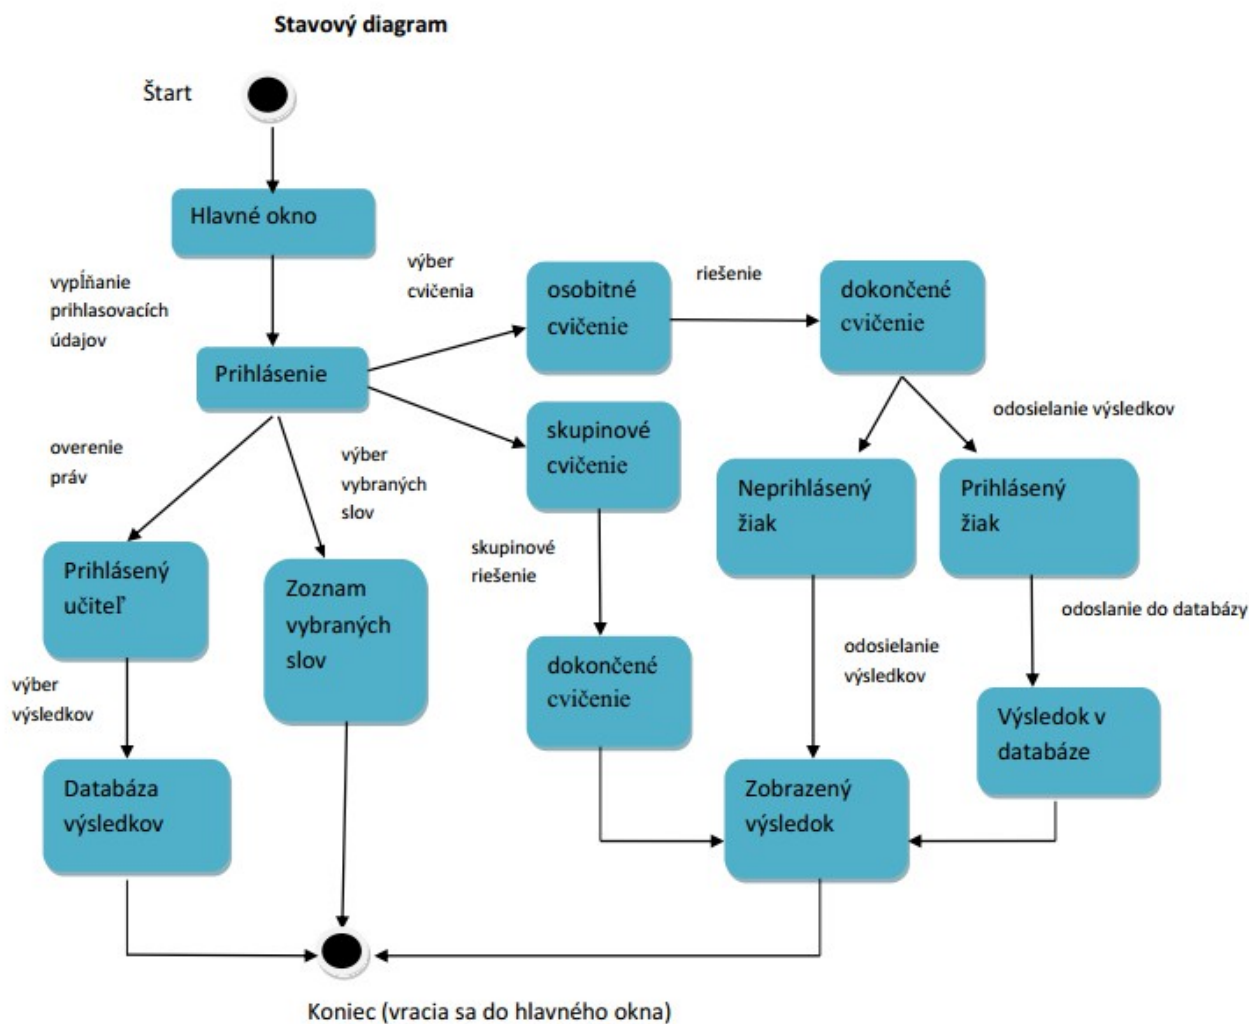 Stavový diagram
Štart
Hlavné okno
vypĺňanie
prihlasovacích
údajov
výber
cvičenia
osobitné
cvičenie
riešenie
dokončené
cvičenie
Prihlásenie
overenie
práv
výber
vybraných
slov
skupinové
cvičenie
odosielanie výsledkov
Neprihlásený
žiak
Prihlásený
žiak
skupinové
riešenie
Prihlásený
učiteľ
Zoznam
vybraných
slov
odoslanie do databázy
odosielanie
výsledkov
dokončené
cvičenie
výber
výsledkov
Výsledok v
databáze
Databáza
výsledkov
Zobrazený
výsledok
Koniec (vracia sa do hlavného okna)